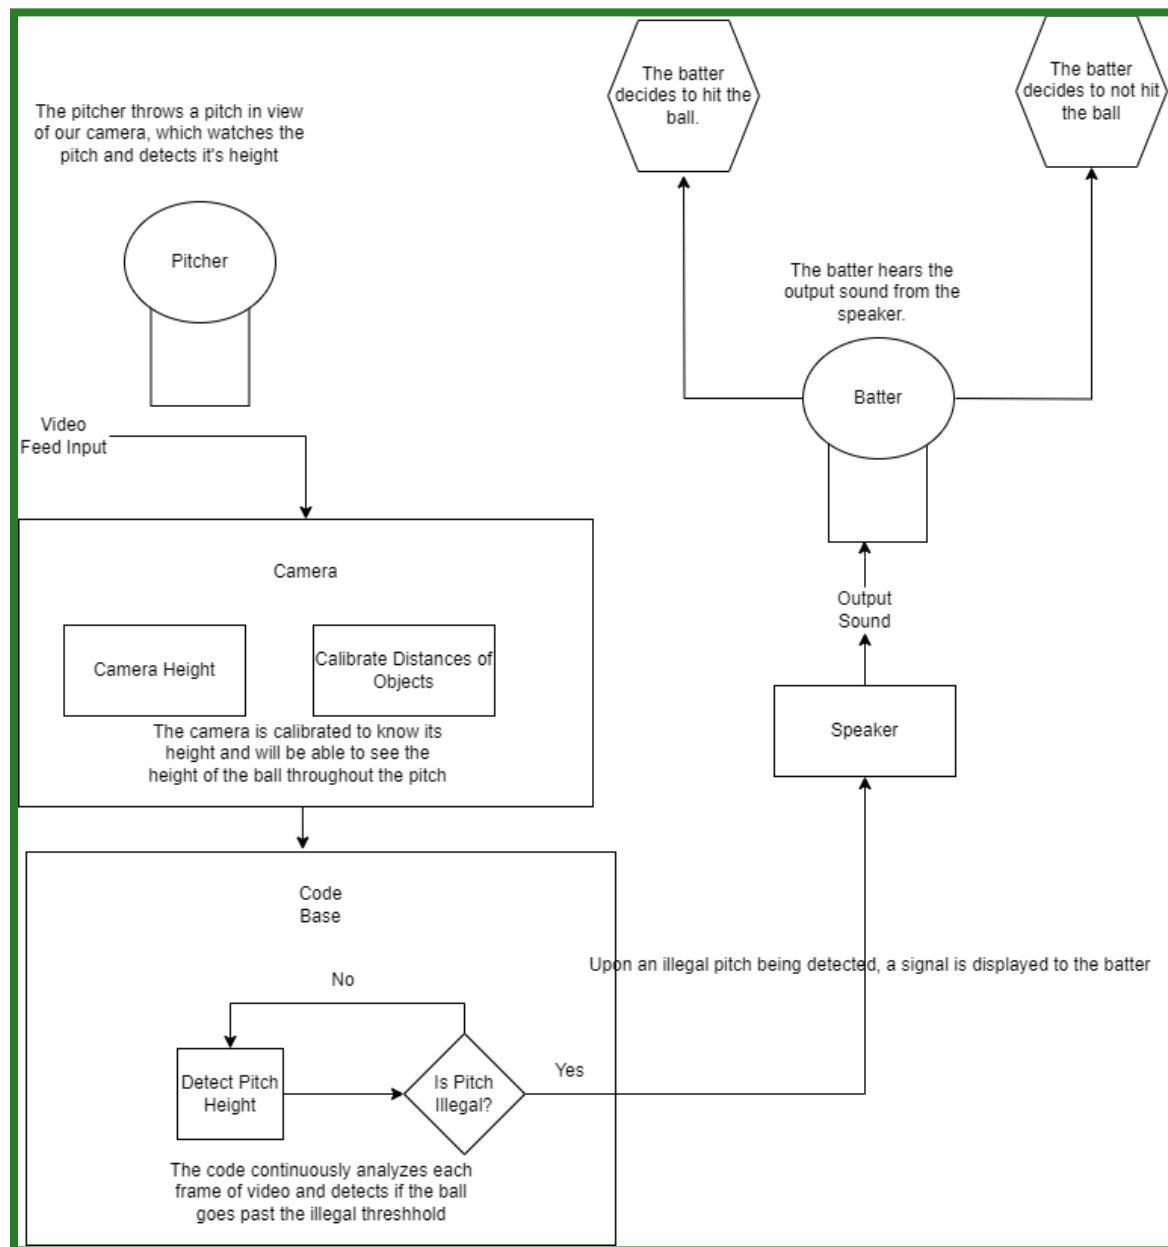 The pitcher throws a pitch in view
of our camera, which watches the
pitch and detects it's height
Pitcher
Video
Feed Input
Camera
Camera Height
Calibrate Distances of
Objects
The camera is calibrated to know its
height and will be able to see the
height of the ball throughout the pitch
Code
Base
No
Detect Pitch
Height
Is Pitch
Illegal?
Yes
The code continuously analyzes each
frame of video and detects if the ball
goes past the illegal threshhold
Upon an illegal pitch being detected, a signal is displayed to the batter
Speaker
Output
Sound
Batter
The batter hears the
output sound from the
speaker.
The batter
decides to hit the
ball.
The batter
decides to not hit
the ball